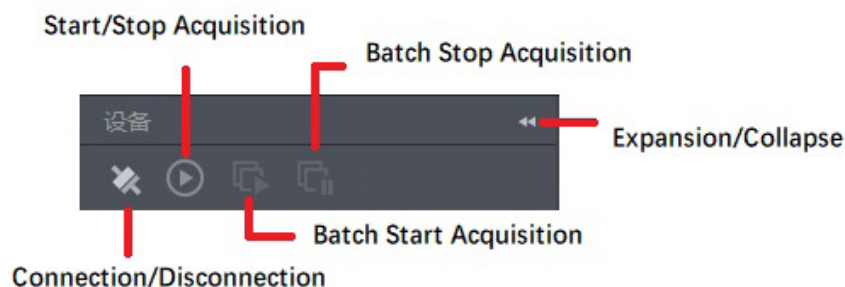 Start/Stop Acquisition
Batch Stop Acquisition
设备
Expansion/Collapse
Batch Start Acquisition
Connection/Disconnection